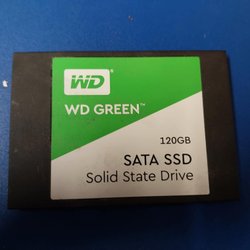 WD
WD GREEN™
120GB
SATA SSD
Solid State Drive